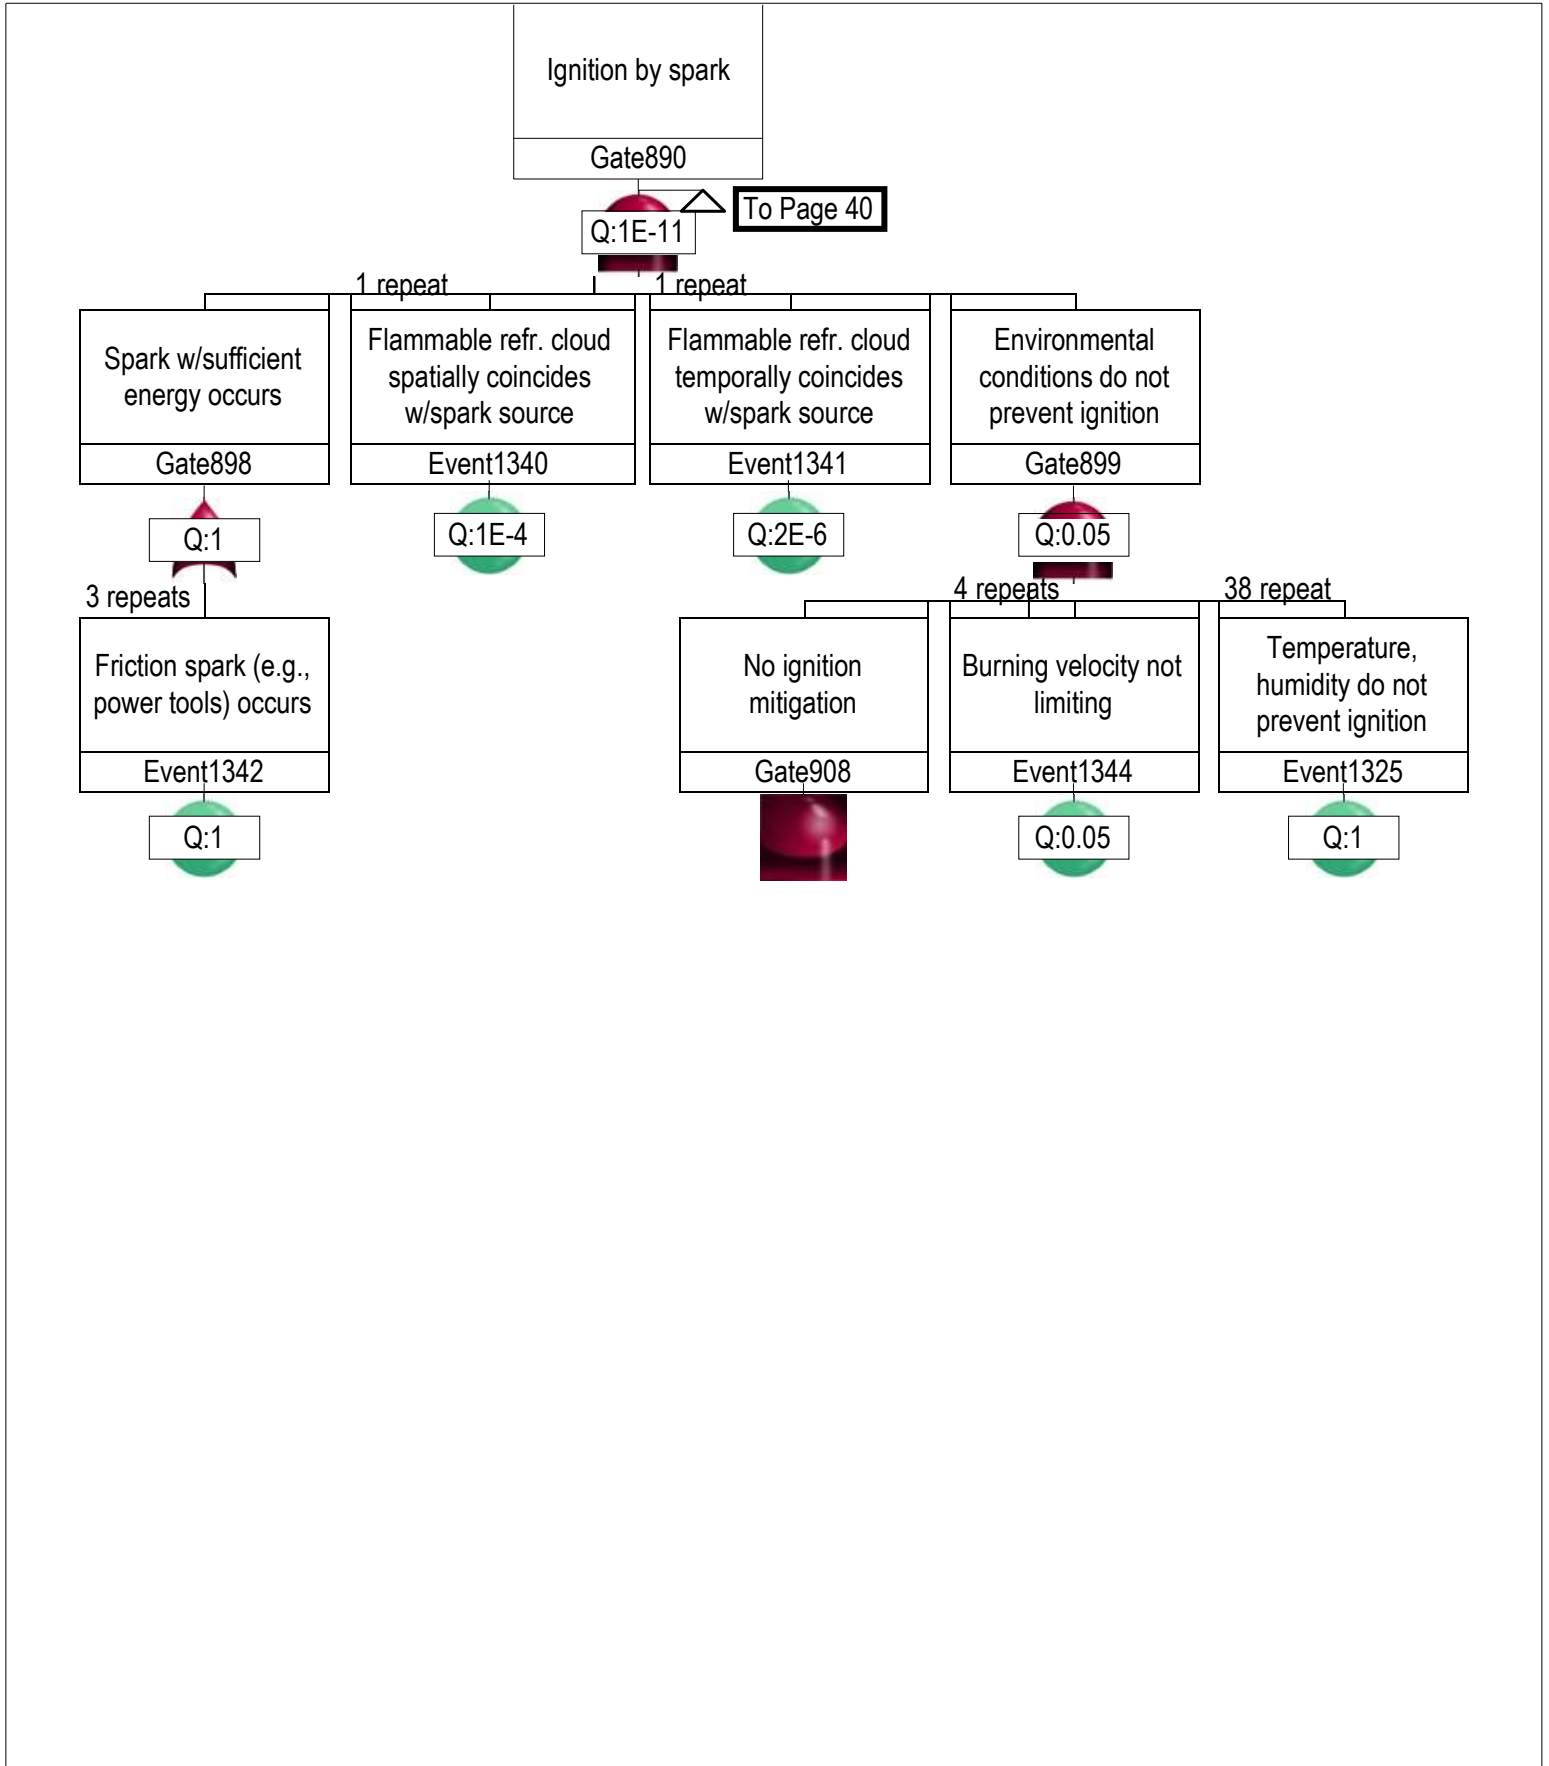 Ignition by spark
Gate890
To Page 40
Q:1E-11
1 repeat
1 repeat
Spark w/sufficient
energy occurs
Gate898
Q:1
Flammable refr. cloud
spatially coincides
w/spark source
Event1340
Q:1E-4
Flammable refr. cloud
temporally coincides
w/spark source
Event1341
Q:2E-6
Environmental
conditions do not
prevent ignition
Gate899
Q:0.05
3 repeats
4 repeats
38 repeat
Friction spark (e.g.,
power tools) occurs
Event1342
Q:1
No ignition
mitigation
Gate908
Burning velocity not
limiting
Event1344
Q:0.05
Temperature,
humidity do not
prevent ignition
Event1325
Q:1